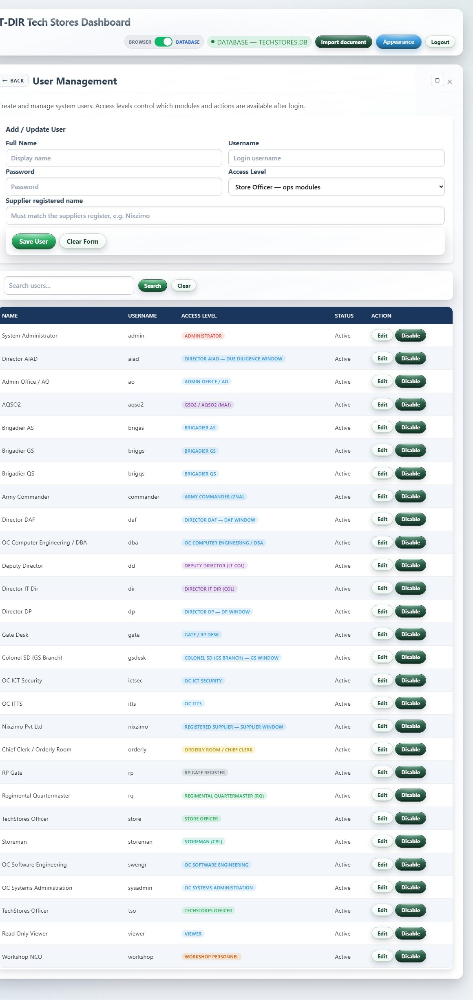 T-DIR Tech Stores Dashboard
BROWSER DATABASE DATABASE — TECHSTORES.DB Import document Appearance Logout
← BACK User Management ×
Create and manage system users. Access levels control which modules and actions are available after login.
Add / Update User
Full Name Username
Display name Login username
Password Access Level
Password Store Officer — ops modules
Supplier registered name
Must match the suppliers register, e.g. Nixzimo
Save User Clear Form
Search users... Search Clear
NAME USERNAME ACCESS LEVEL STATUS ACTION
System Administrator admin ADMINISTRATOR Active Edit Disable
Director AIAD aiad DIRECTOR AIAD — DUE DILIGENCE WINDOW Active Edit Disable
Admin Office / AO ao ADMIN OFFICE / AO Active Edit Disable
AQSO2 aqso2 GSO2 / AQSO2 (MAJ) Active Edit Disable
Brigadier AS brigas BRIGADIER AS Active Edit Disable
Brigadier GS briggs BRIGADIER GS Active Edit Disable
Brigadier QS brigqs BRIGADIER QS Active Edit Disable
Army Commander commander ARMY COMMANDER (ZNA) Active Edit Disable
Director DAF daf DIRECTOR DAF — DAF WINDOW Active Edit Disable
OC Computer Engineering / DBA dba OC COMPUTER ENGINEERING / DBA Active Edit Disable
Deputy Director dd DEPUTY DIRECTOR (LT COL) Active Edit Disable
Director IT Dir dir DIRECTOR IT DIR (COL) Active Edit Disable
Director DP dp DIRECTOR DP — DP WINDOW Active Edit Disable
Gate Desk gate GATE / RP DESK Active Edit Disable
Colonel SD (GS Branch) gsdesk COLONEL SD (GS BRANCH) — GS WINDOW Active Edit Disable
OC ICT Security ictsec OC ICT SECURITY Active Edit Disable
OC ITTS itts OC ITTS Active Edit Disable
Nixzimo Pvt Ltd nixzimo REGISTERED SUPPLIER — SUPPLIER WINDOW Active Edit Disable
Chief Clerk / Orderly Room orderly ORDERLY ROOM / CHIEF CLERK Active Edit Disable
RP Gate rp RP GATE REGISTER Active Edit Disable
Regimental Quartermaster rq REGIMENTAL QUARTERMASTER (RQ) Active Edit Disable
TechStores Officer store STORE OFFICER Active Edit Disable
Storeman storeman STOREMAN (CPL) Active Edit Disable
OC Software Engineering swengr OC SOFTWARE ENGINEERING Active Edit Disable
OC Systems Administration sysadmin OC SYSTEMS ADMINISTRATION Active Edit Disable
TechStores Officer tso TECHSTORES OFFICER Active Edit Disable
Read Only Viewer viewer VIEWER Active Edit Disable
Workshop NCO workshop WORKSHOP PERSONNEL Active Edit Disable